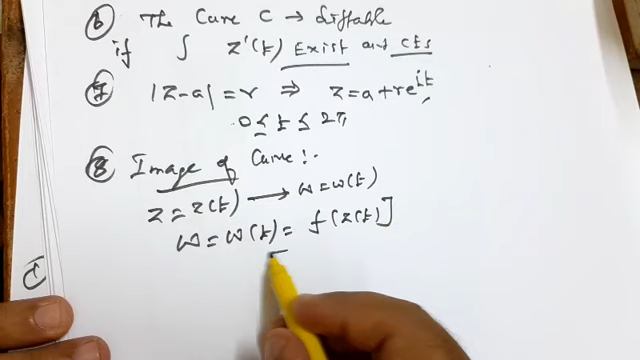 ⑥ The Curve C → diffable
if ∫ z'(t) Exist and CTS
⑦ |z-a| = r ⇒ z = a + re^{it},
0 ≤ t ≤ 2π
⑧ Image of Curve :-
z = z(t) → w = w(t)
w = w(t) = f(z(t)]